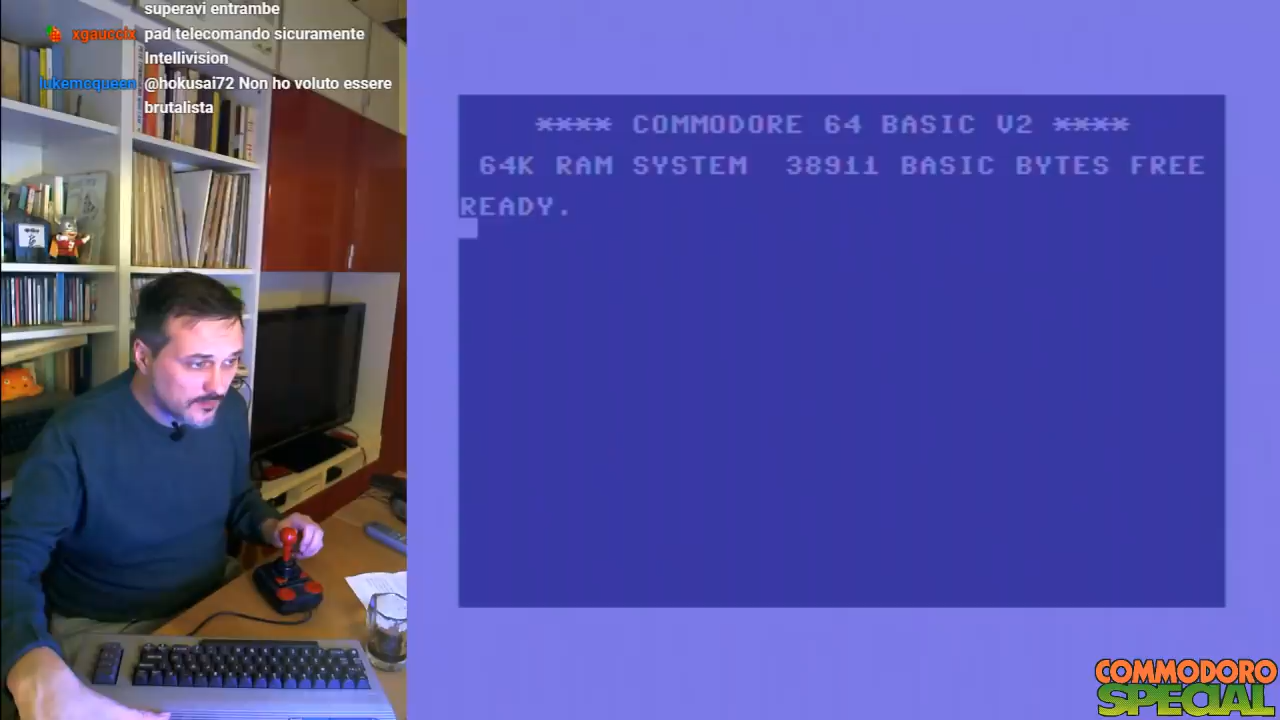 superavi entrambe
xgauccix pad telecomando sicuramente
Intellivision
lukemcqueen @hokusai72 Non ho voluto essere
brutalista
**** COMMODORE 64 BASIC V2 ****
64K RAM SYSTEM 38911 BASIC BYTES FREE
READY.
COMMODORO
SPECIAL